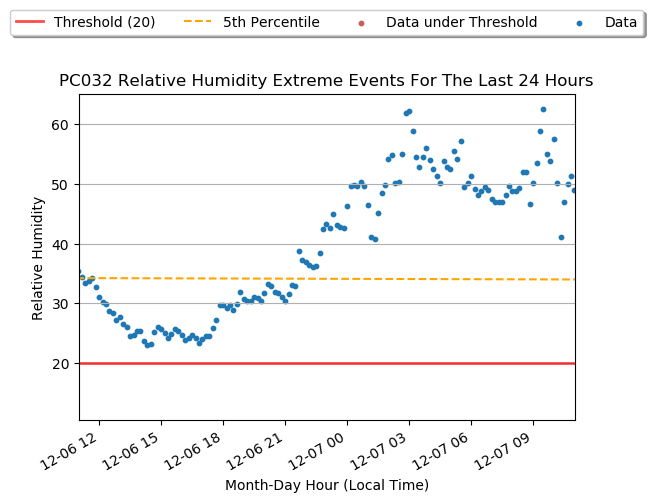 Threshold (20) 5th Percentile Data under Threshold Data
PC032 Relative Humidity Extreme Events For The Last 24 Hours
60
50
40
30
20
Relative Humidity
12-06 12 12-06 15 12-06 18 12-06 21 12-07 00 12-07 03 12-07 06 12-07 09
Month-Day Hour (Local Time)